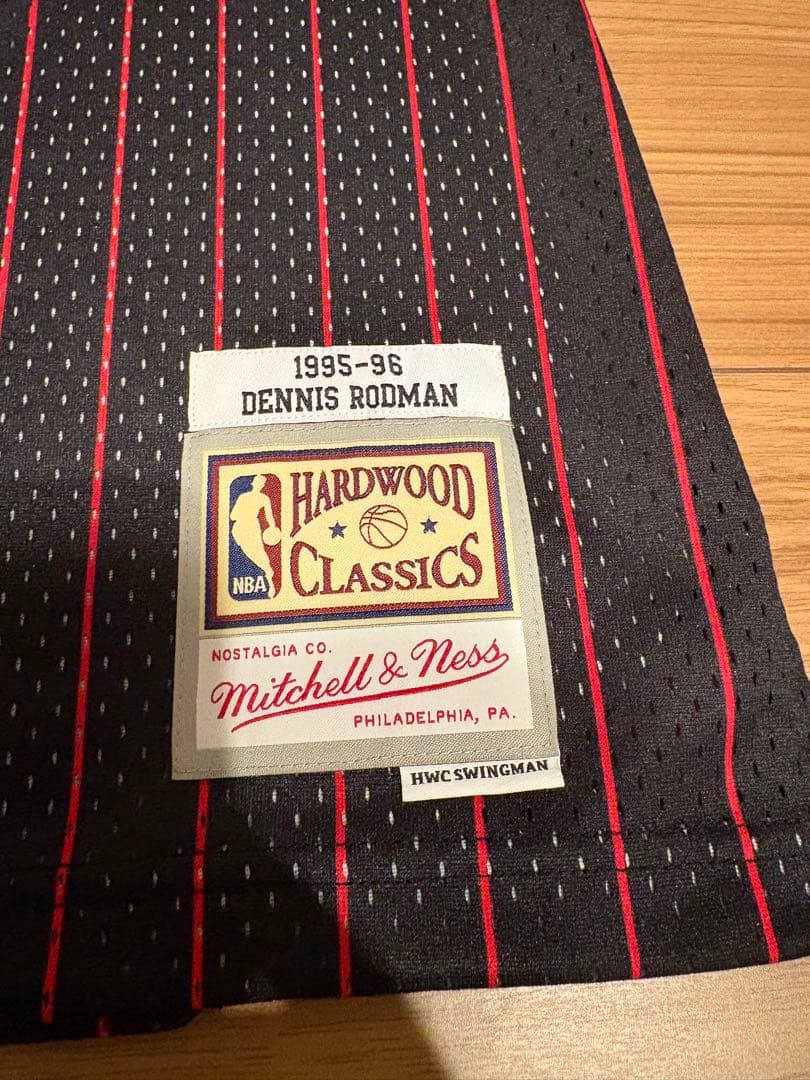 1995-96
DENNIS RODMAN
HARDWOOD
CLASSICS
NBA
NOSTALGIA CO.
Mitchell & Ness
PHILADELPHIA, PA.
HWC SWINGMAN